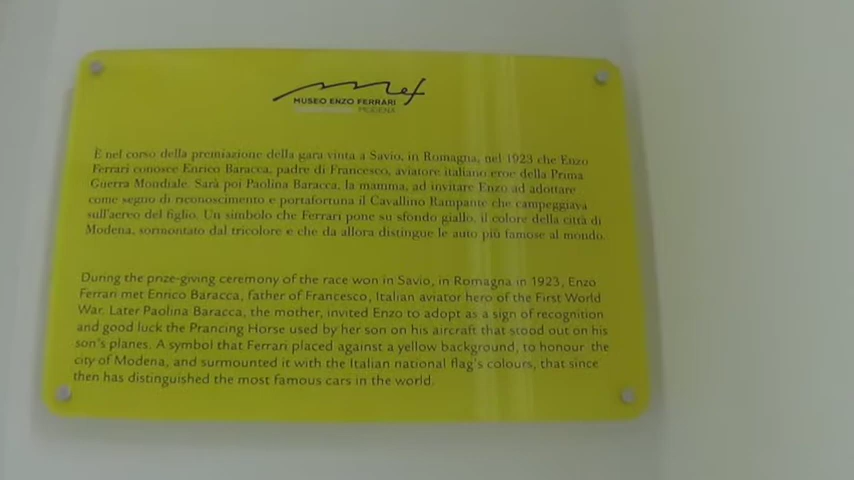 mef
MUSEO ENZO FERRARI
MODENA
È nel corso della premiazione della gara vinta a Savio, in Romagna, nel 1923 che Enzo
Ferrari conosce Enrico Baracca, padre di Francesco, aviatore italiano eroe della Prima
Guerra Mondiale. Sarà poi Paolina Baracca, la mamma, ad invitare Enzo ad adottare
come segno di riconoscimento e portafortuna il Cavallino Rampante che campeggiava
sull'aereo del figlio. Un simbolo che Ferrari pone su sfondo giallo, il colore della città di
Modena, sormontato dal tricolore e che da allora distingue le auto più famose al mondo.
During the prize-giving ceremony of the race won in Savio, in Romagna in 1923, Enzo
Ferrari met Enrico Baracca, father of Francesco, Italian aviator hero of the First World
War. Later Paolina Baracca, the mother, invited Enzo to adopt as a sign of recognition
and good luck the Prancing Horse used by her son on his aircraft that stood out on his
son's planes. A symbol that Ferrari placed against a yellow background, to honour the
city of Modena, and surmounted it with the Italian national flag's colours, that since
then has distinguished the most famous cars in the world.